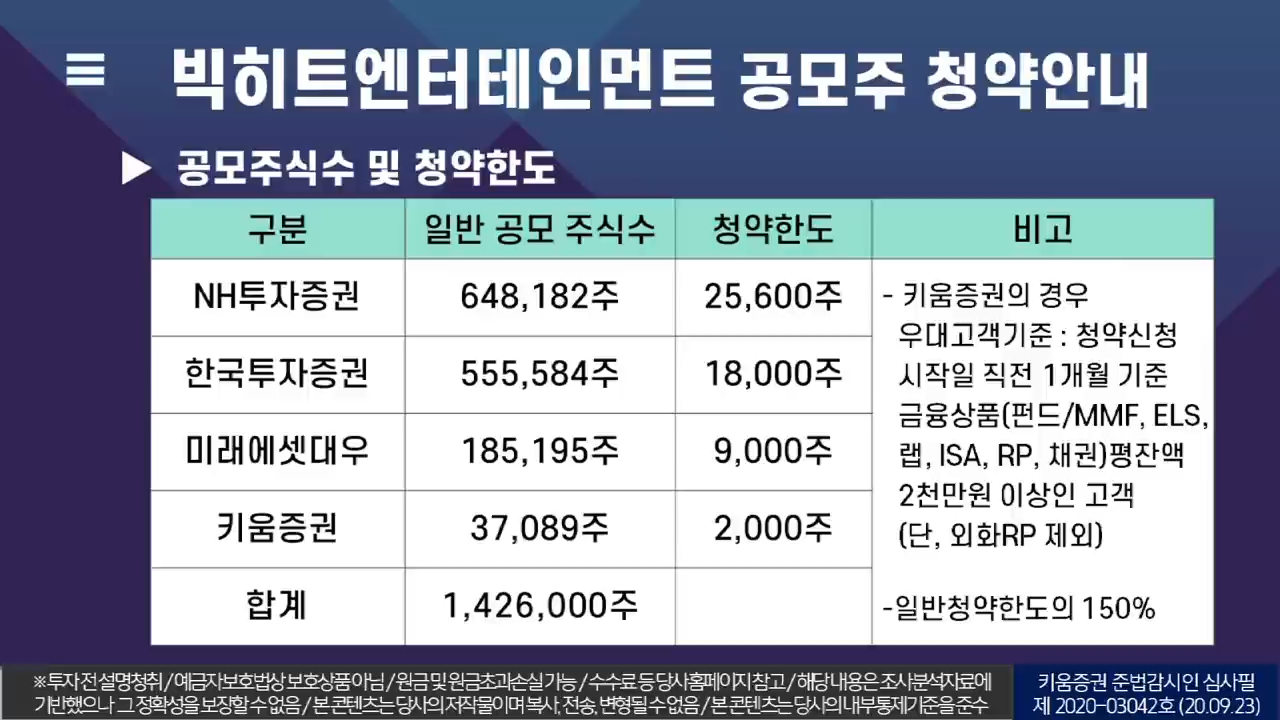 빅히트엔터테인먼트 공모주 청약안내
▶ 공모주식수 및 청약한도
구분 일반 공모 주식수 청약한도 비고
NH투자증권 648,182주 25,600주
한국투자증권 555,584주 18,000주
미래에셋대우 185,195주 9,000주
키움증권 37,089주 2,000주
합계 1,426,000주
- 키움증권의 경우
우대고객기준 : 청약신청
시작일 직전 1개월 기준
금융상품(펀드/MMF, ELS,
랩, ISA, RP, 채권)평잔액
2천만원 이상인 고객
(단, 외화RP 제외)
-일반청약한도의 150%
※투자 전 설명청취 / 예금자보호법상 보호상품 아님 / 원금 및 원금초과손실 가능 / 수수료 등 당사홈페이지 참고 / 해당 내용은 조사분석자료에
기반했으나 그 정확성을 보장할 수 없음 / 본 콘텐츠는 당사의 저작물이며 복사, 전송, 변형될 수 없음 / 본 콘텐츠는 당사의 내부통제기준을 준수
키움증권 준법감시인 심사필
제 2020-03042호 (20.09.23)